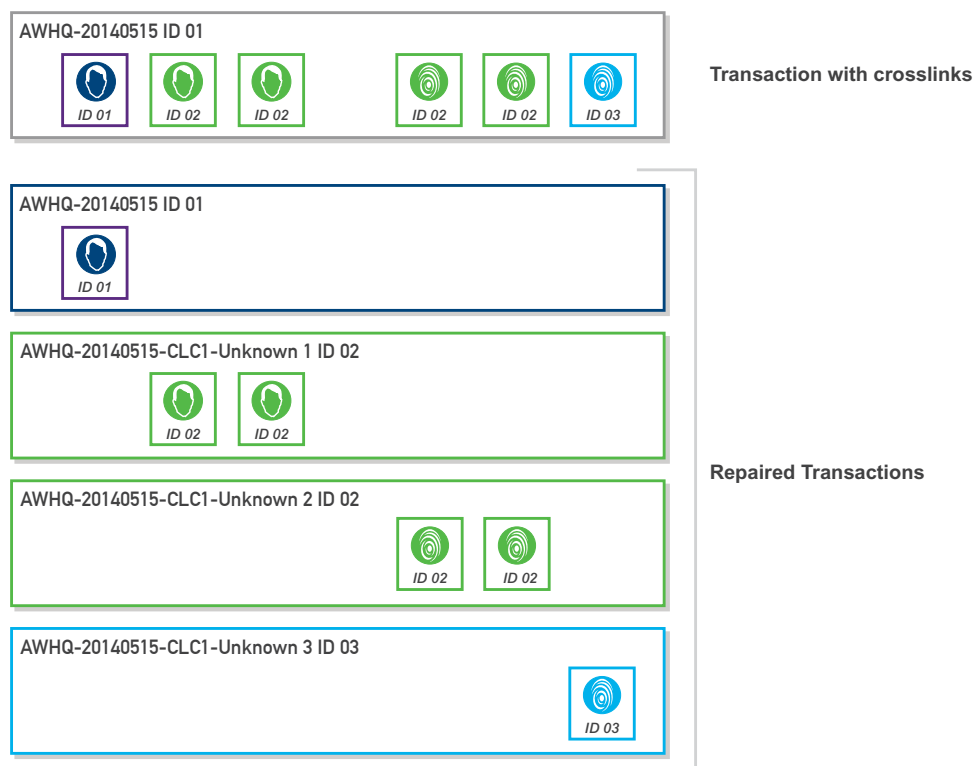 AWHQ-20140515 ID 01
ID 01 ID 02 ID 02 ID 02 ID 02 ID 03
Transaction with crosslinks
AWHQ-20140515 ID 01
ID 01
AWHQ-20140515-CLC1-Unknown 1 ID 02
ID 02 ID 02
AWHQ-20140515-CLC1-Unknown 2 ID 02
ID 02 ID 02
AWHQ-20140515-CLC1-Unknown 3 ID 03
ID 03
Repaired Transactions